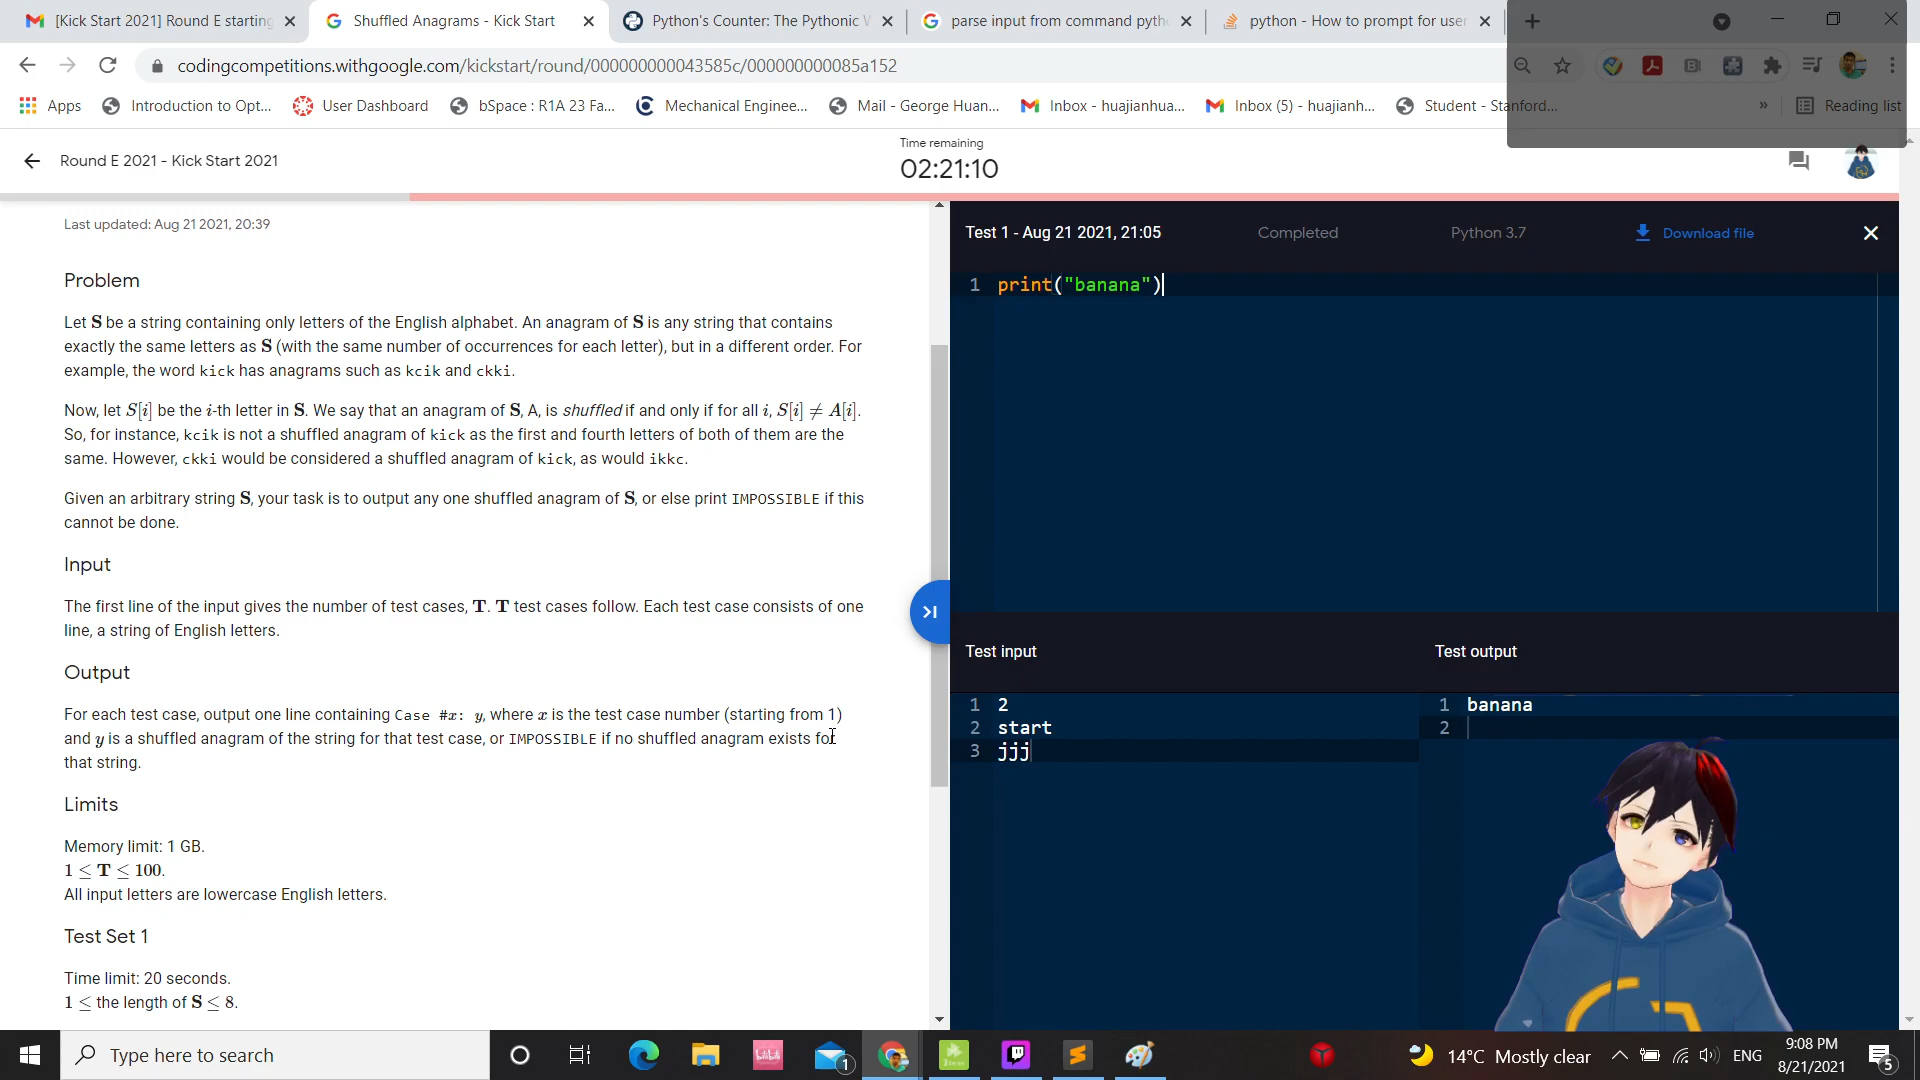 [Kick Start 2021] Round E starting
Shuffled Anagrams - Kick Start
Python's Counter: The Pythonic W
parse input from command pyth
python - How to prompt for user
codingcompetitions.withgoogle.com/kickstart/round/000000000043585c/000000000085a152
Apps
Introduction to Opt...
User Dashboard
bSpace : R1A 23 Fa...
Mechanical Enginee...
Mail - George Huan...
Inbox - huajianhua...
Inbox (5) - huajianh...
Student - Stanford...
»
Reading list
Round E 2021 - Kick Start 2021
Time remaining
02:21:10
Last updated: Aug 21 2021, 20:39
Problem
Let S be a string containing only letters of the English alphabet. An anagram of S is any string that contains
exactly the same letters as S (with the same number of occurrences for each letter), but in a different order. For
example, the word kick has anagrams such as kcik and ckki.
Now, let S[i] be the i-th letter in S. We say that an anagram of S, A, is shuffled if and only if for all i, S[i] ≠ A[i].
So, for instance, kcik is not a shuffled anagram of kick as the first and fourth letters of both of them are the
same. However, ckki would be considered a shuffled anagram of kick, as would ikkc.
Given an arbitrary string S, your task is to output any one shuffled anagram of S, or else print IMPOSSIBLE if this
cannot be done.
Input
The first line of the input gives the number of test cases, T. T test cases follow. Each test case consists of one
line, a string of English letters.
Output
For each test case, output one line containing Case #x: y, where x is the test case number (starting from 1)
and y is a shuffled anagram of the string for that test case, or IMPOSSIBLE if no shuffled anagram exists for
that string.
Limits
Memory limit: 1 GB.
1 ≤ T ≤ 100.
All input letters are lowercase English letters.
Test Set 1
Time limit: 20 seconds.
1 ≤ the length of S ≤ 8.
Test 1 - Aug 21 2021, 21:05
Completed
Python 3.7
Download file
1 print("banana")
Test input
1 2
2 start
3 jjj
Test output
1 banana
2
Type here to search
1
14°C Mostly clear
ENG
9:08 PM
8/21/2021
5